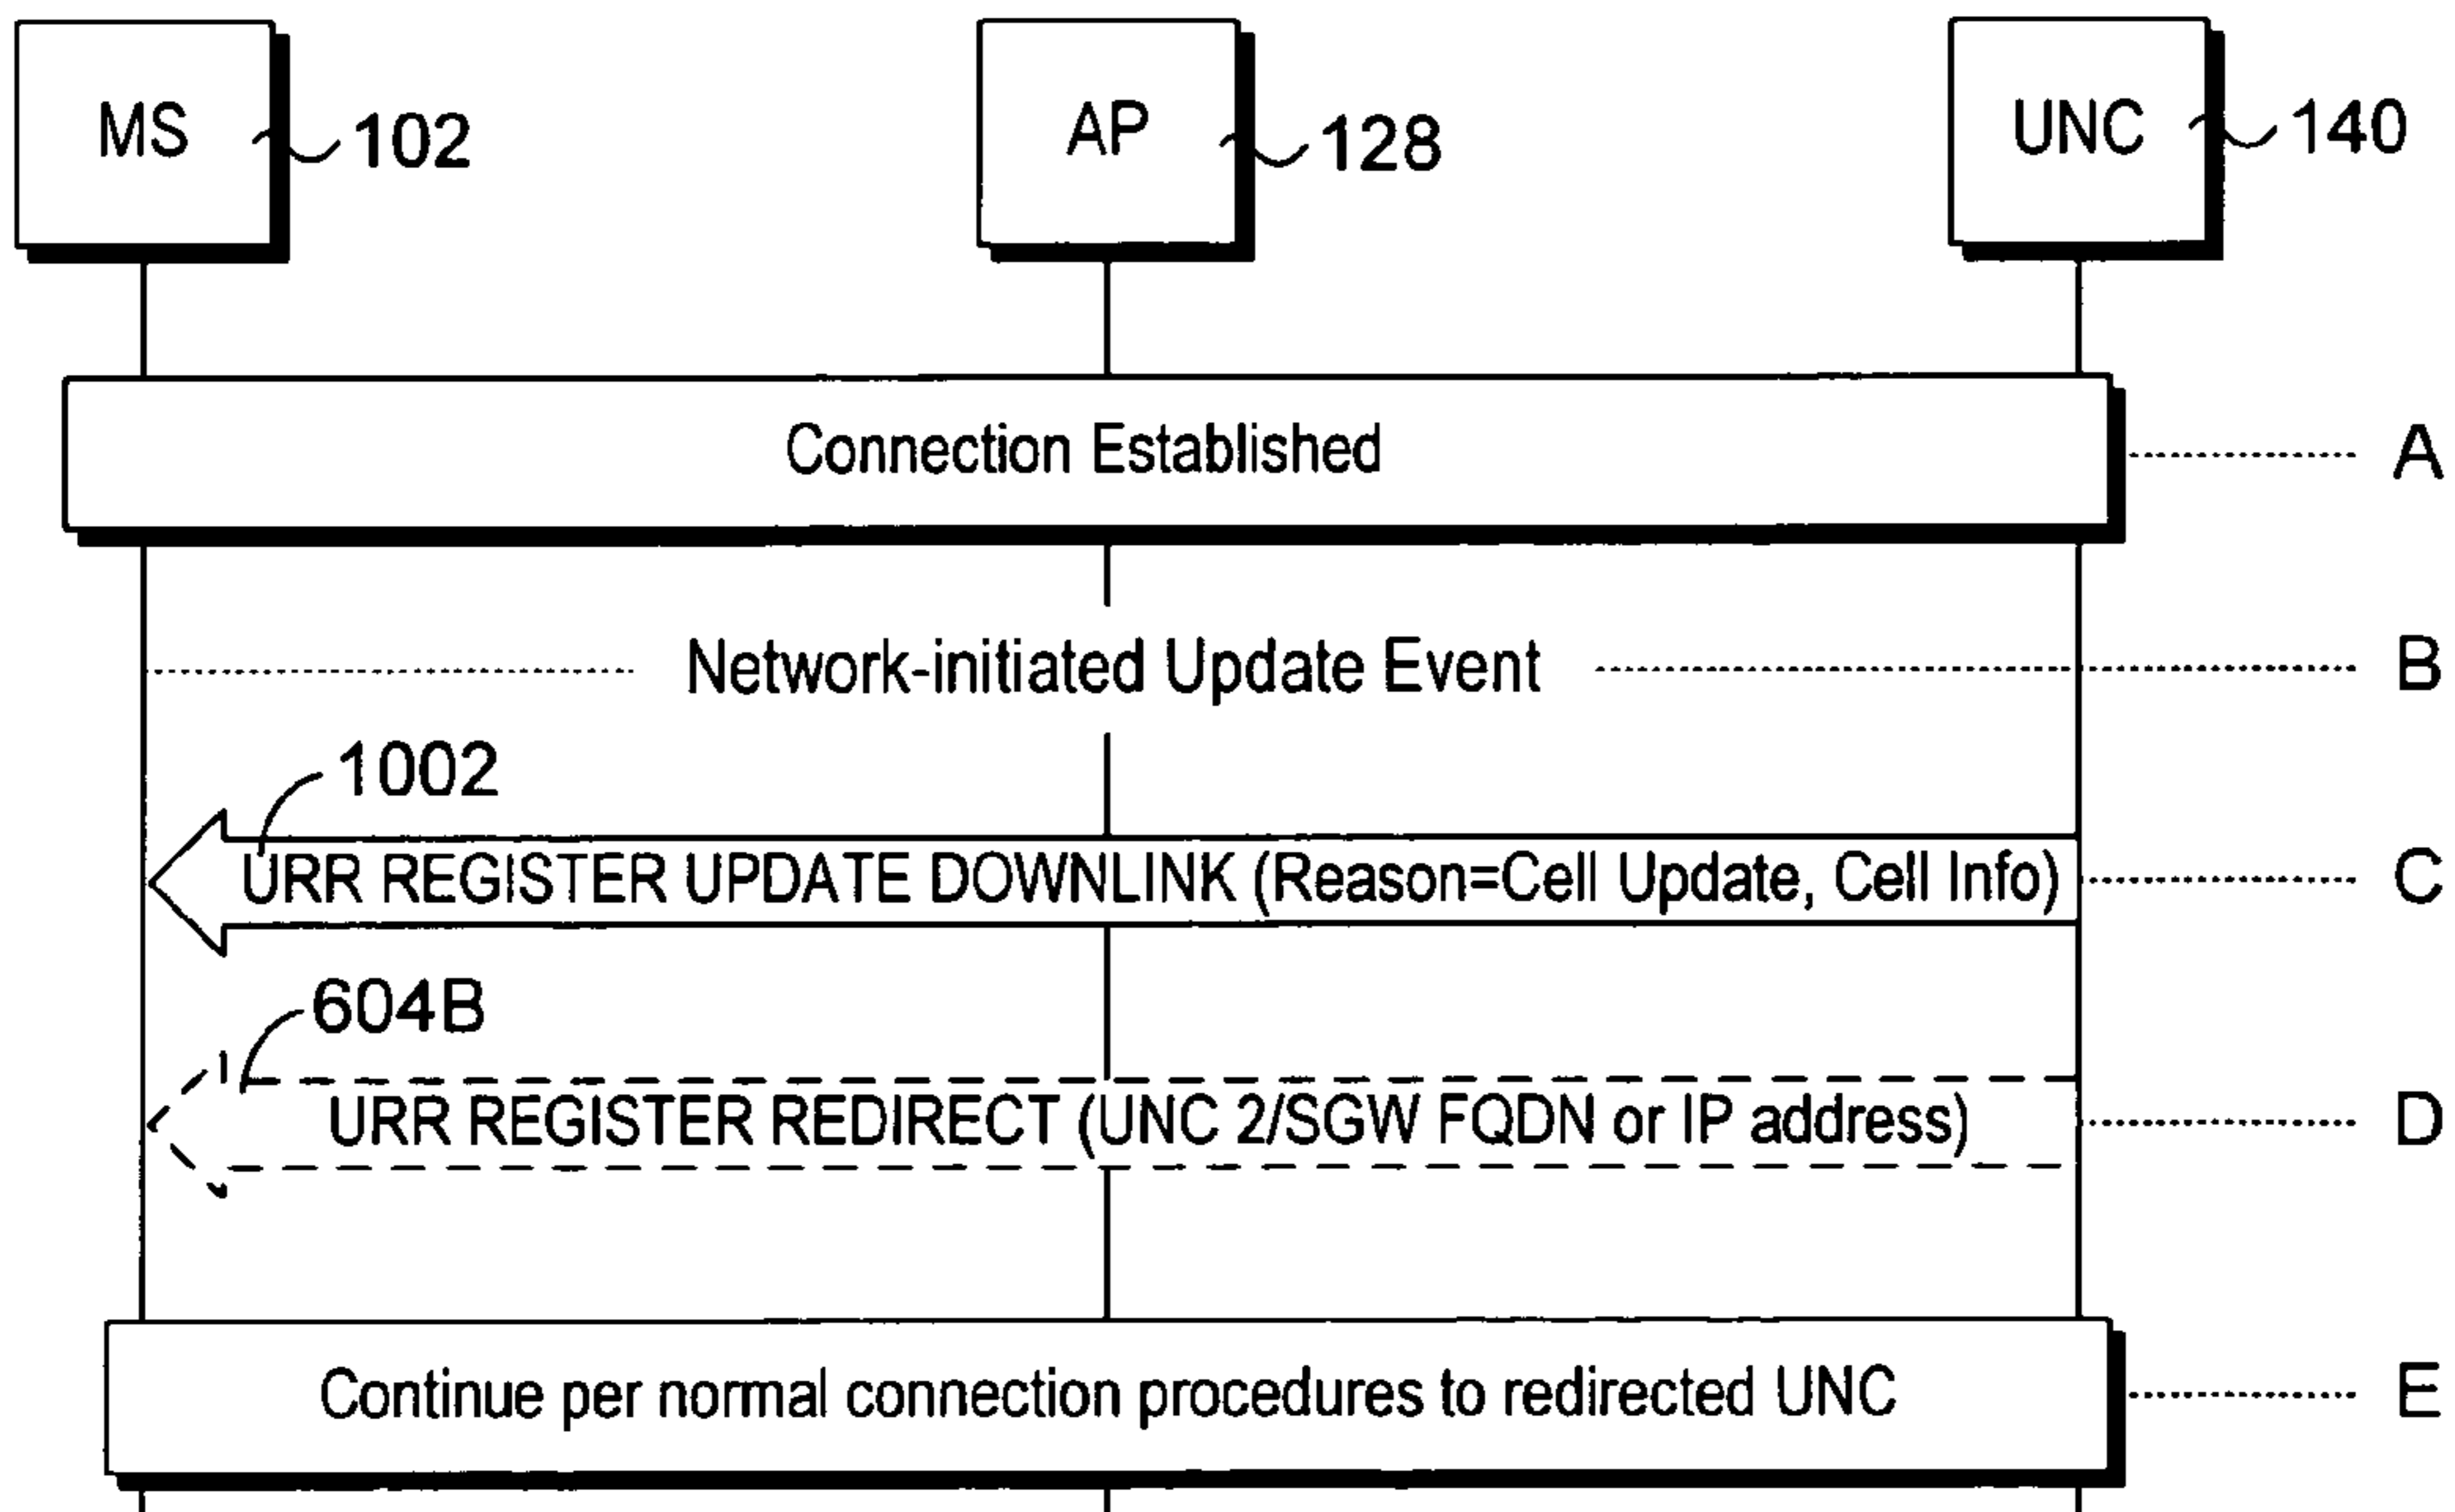 MS
102
AP
128
UNC
140
Connection Established
A
Network-initiated Update Event
B
1002
URR REGISTER UPDATE DOWNLINK (Reason=Cell Update, Cell Info)
C
604B
URR REGISTER REDIRECT (UNC 2/SGW FQDN or IP address)
D
Continue per normal connection procedures to redirected UNC
E